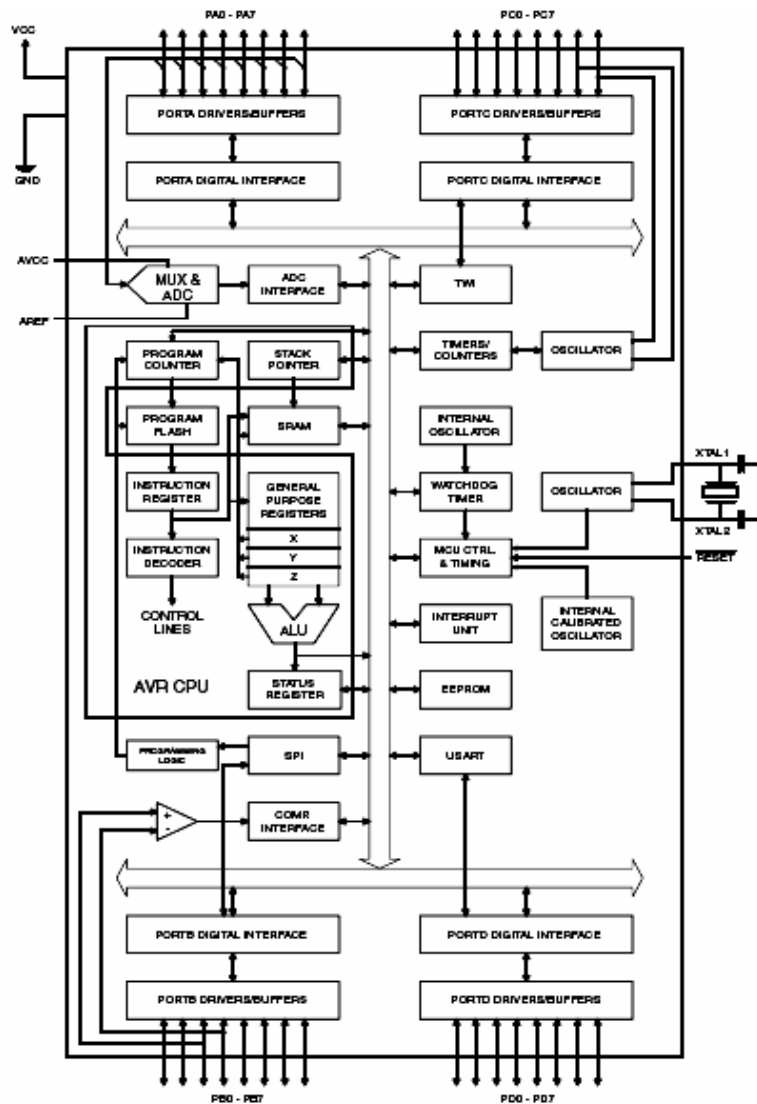 PA0 - PA7
PC0 - PC7
VCC
PORTA DRIVERS/BUFFERS
PORTC DRIVERS/BUFFERS
GND
PORTA DIGITAL INTERFACE
PORTC DIGITAL INTERFACE
AVCC
MUX &
ADC
ADC
INTERFACE
TWI
AREF
PROGRAM
COUNTER
STACK
POINTER
TIMERS/
COUNTERS
OSCILLATOR
PROGRAM
FLASH
SRAM
INTERNAL
OSCILLATOR
XTAL1
INSTRUCTION
REGISTER
GENERAL
PURPOSE
REGISTERS
WATCHDOG
TIMER
OSCILLATOR
XTAL2
X
INSTRUCTION
DECODER
Y
MCU CTRL.
& TIMING
RESET
Z
CONTROL
LINES
ALU
INTERRUPT
UNIT
INTERNAL
CALIBRATED
OSCILLATOR
AVR CPU
STATUS
REGISTER
EEPROM
PROGRAMMING
LOGIC
SPI
USART
+
-
COMP.
INTERFACE
PORTB DIGITAL INTERFACE
PORTD DIGITAL INTERFACE
PORTB DRIVERS/BUFFERS
PORTD DRIVERS/BUFFERS
PB0 - PB7
PD0 - PD7